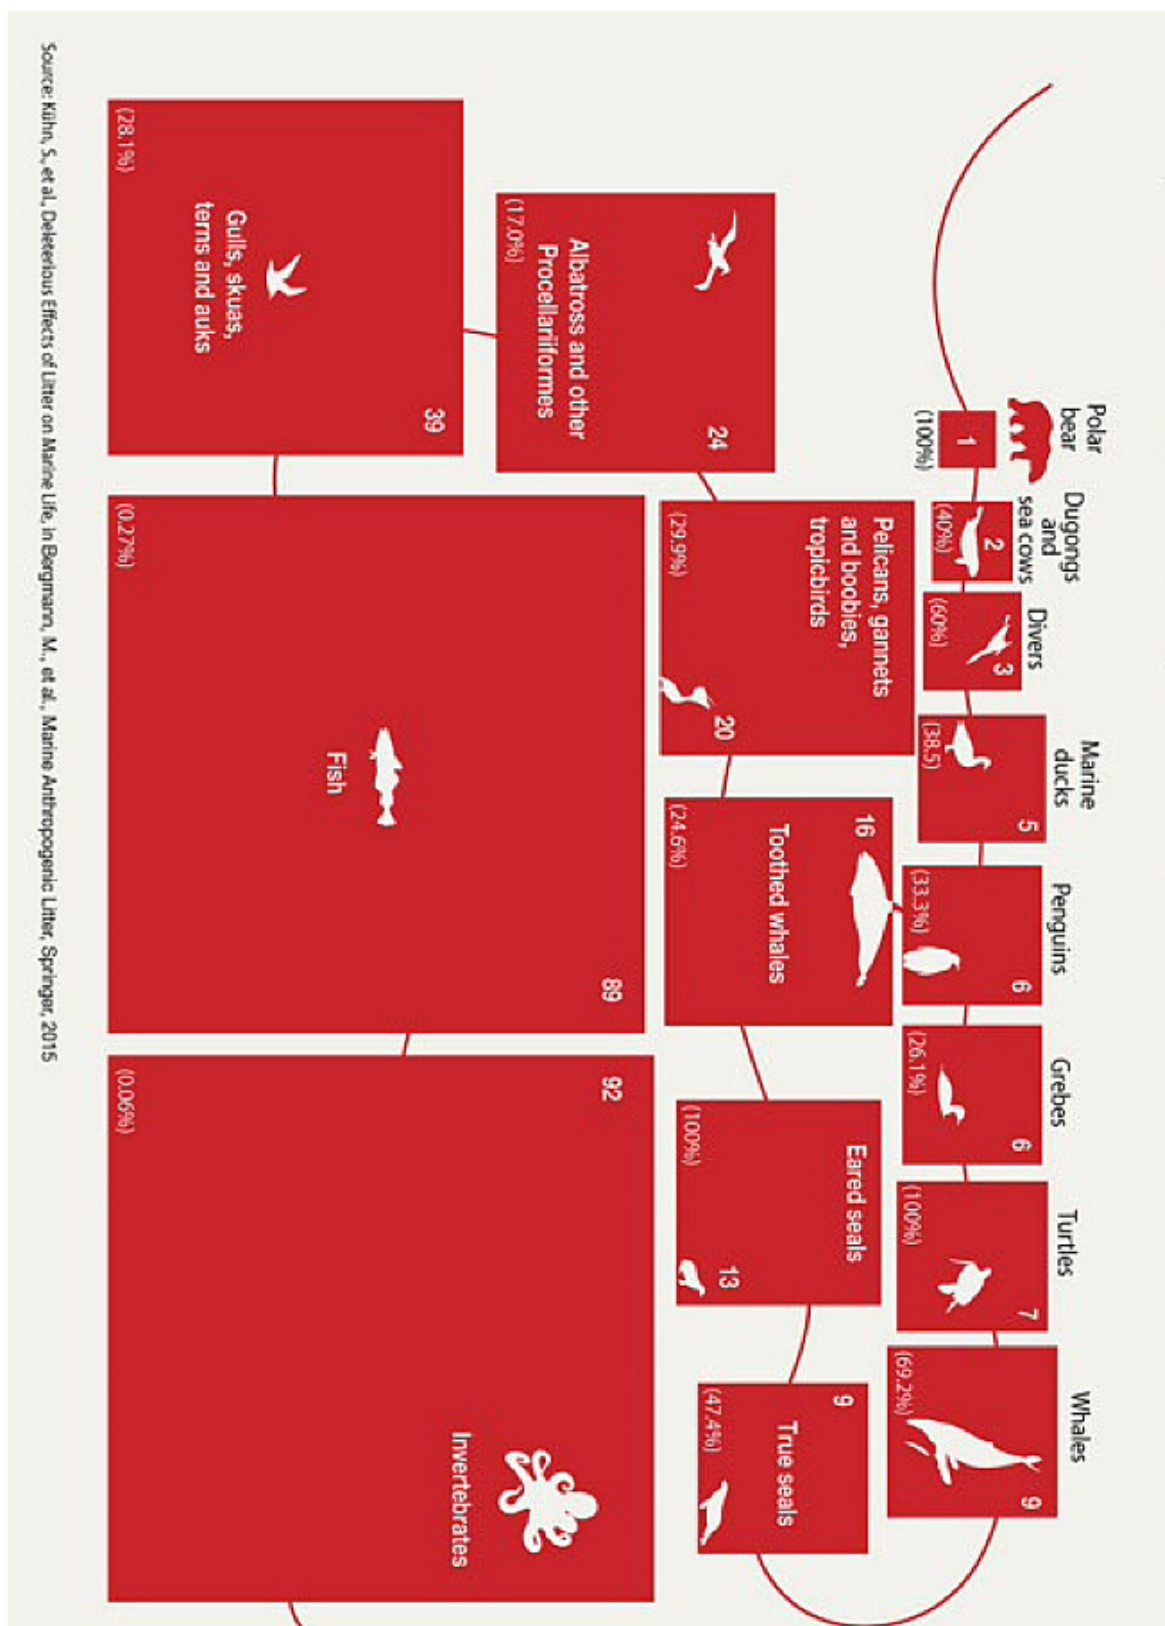 Polar
bear
1
(100%)
Dugongs
and
sea cows
2
(40%)
Divers
3
(60%)
Marine
ducks
5
(38.5)
Penguins
6
(33.3%)
Grebes
6
(26.1%)
Turtles
7
(100%)
Whales
9
(69.2%)
True seals
9
(47.4%)
Eared seals
13
(100%)
Toothed whales
16
(24.6%)
Pelicans, gannets
and boobies,
tropicbirds
20
(29.9%)
Albatross and other
Procellariiformes
24
(17.0%)
Gulls, skuas,
terns and auks
39
(28.1%)
Fish
89
(0.27%)
Invertebrates
92
(0.06%)
Source: Kühn, S., et al., Deleterious Effects of Litter on Marine Life, in Bergmann, M., et al., Marine Anthropogenic Litter, Springer, 2015